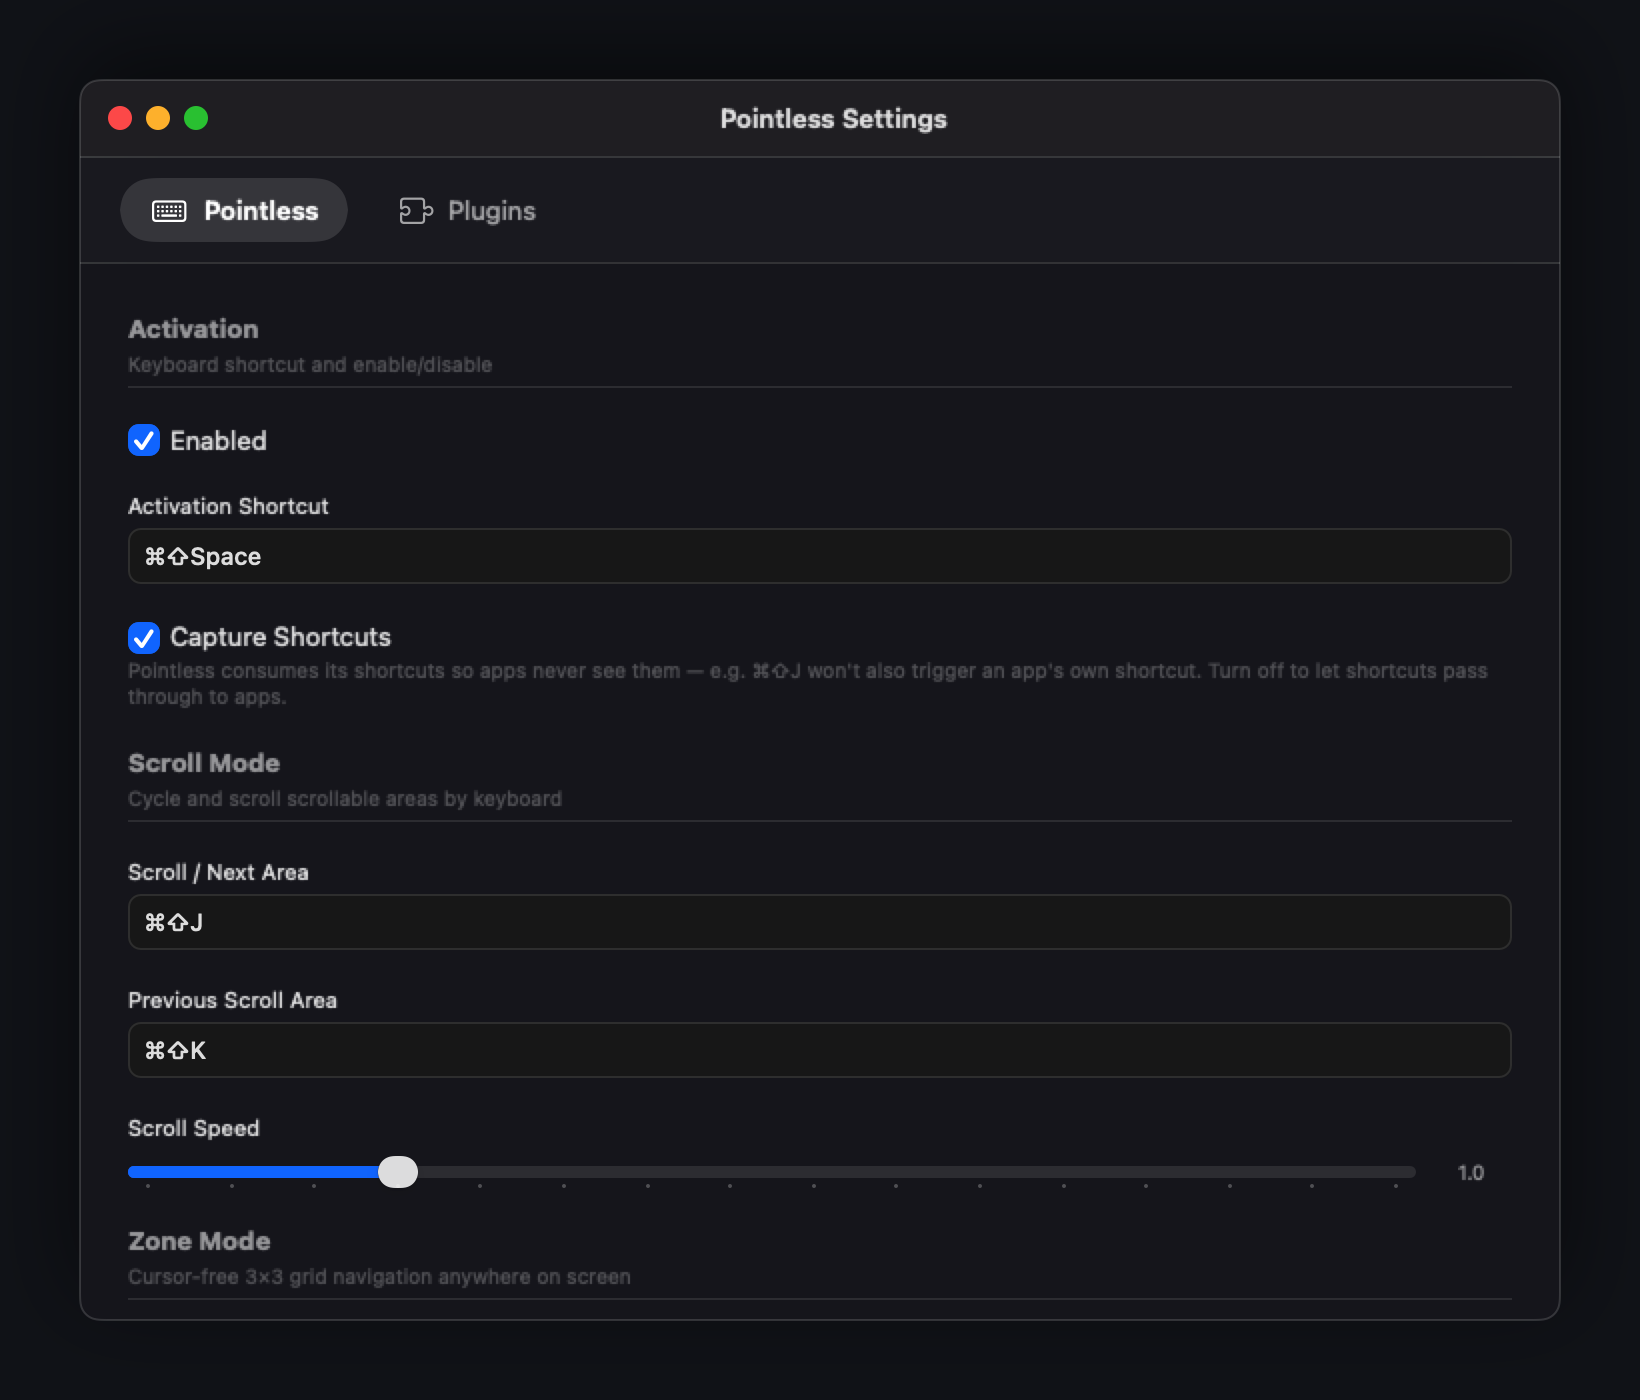 Pointless Settings
Pointless
Plugins
Activation
Keyboard shortcut and enable/disable
Enabled
Activation Shortcut
⌘⇧Space
Capture Shortcuts
Pointless consumes its shortcuts so apps never see them — e.g. ⌘⇧J won't also trigger an app's own shortcut. Turn off to let shortcuts pass
through to apps.
Scroll Mode
Cycle and scroll scrollable areas by keyboard
Scroll / Next Area
⌘⇧J
Previous Scroll Area
⌘⇧K
Scroll Speed
1.0
Zone Mode
Cursor-free 3×3 grid navigation anywhere on screen